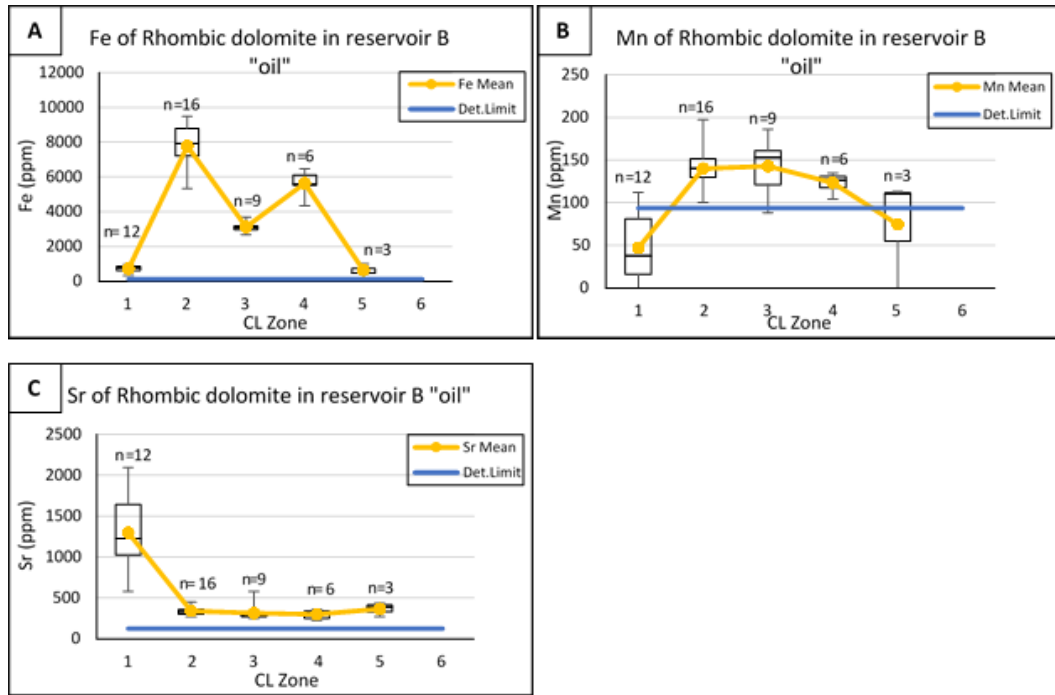 A
Fe of Rhombic dolomite in reservoir B
"oil"
12000
10000
8000
6000
4000
2000
0
Fe (ppm)
Fe Mean
Det.Limit
n= 12
n=16
n=9
n=6
n=3
1 2 3 4 5 6
CL Zone
B
Mn of Rhombic dolomite in reservoir B
"oil"
250
200
150
100
50
0
Mn (ppm)
Mn Mean
Det.Limit
n=12
n=16
n=9
n=6
n=3
1 2 3 4 5 6
CL Zone
C
Sr of Rhombic dolomite in reservoir B "oil"
2500
2000
1500
1000
500
0
Sr (ppm)
Sr Mean
Det.Limit
n=12
n= 16
n=9
n=6
n=3
1 2 3 4 5 6
CL Zone